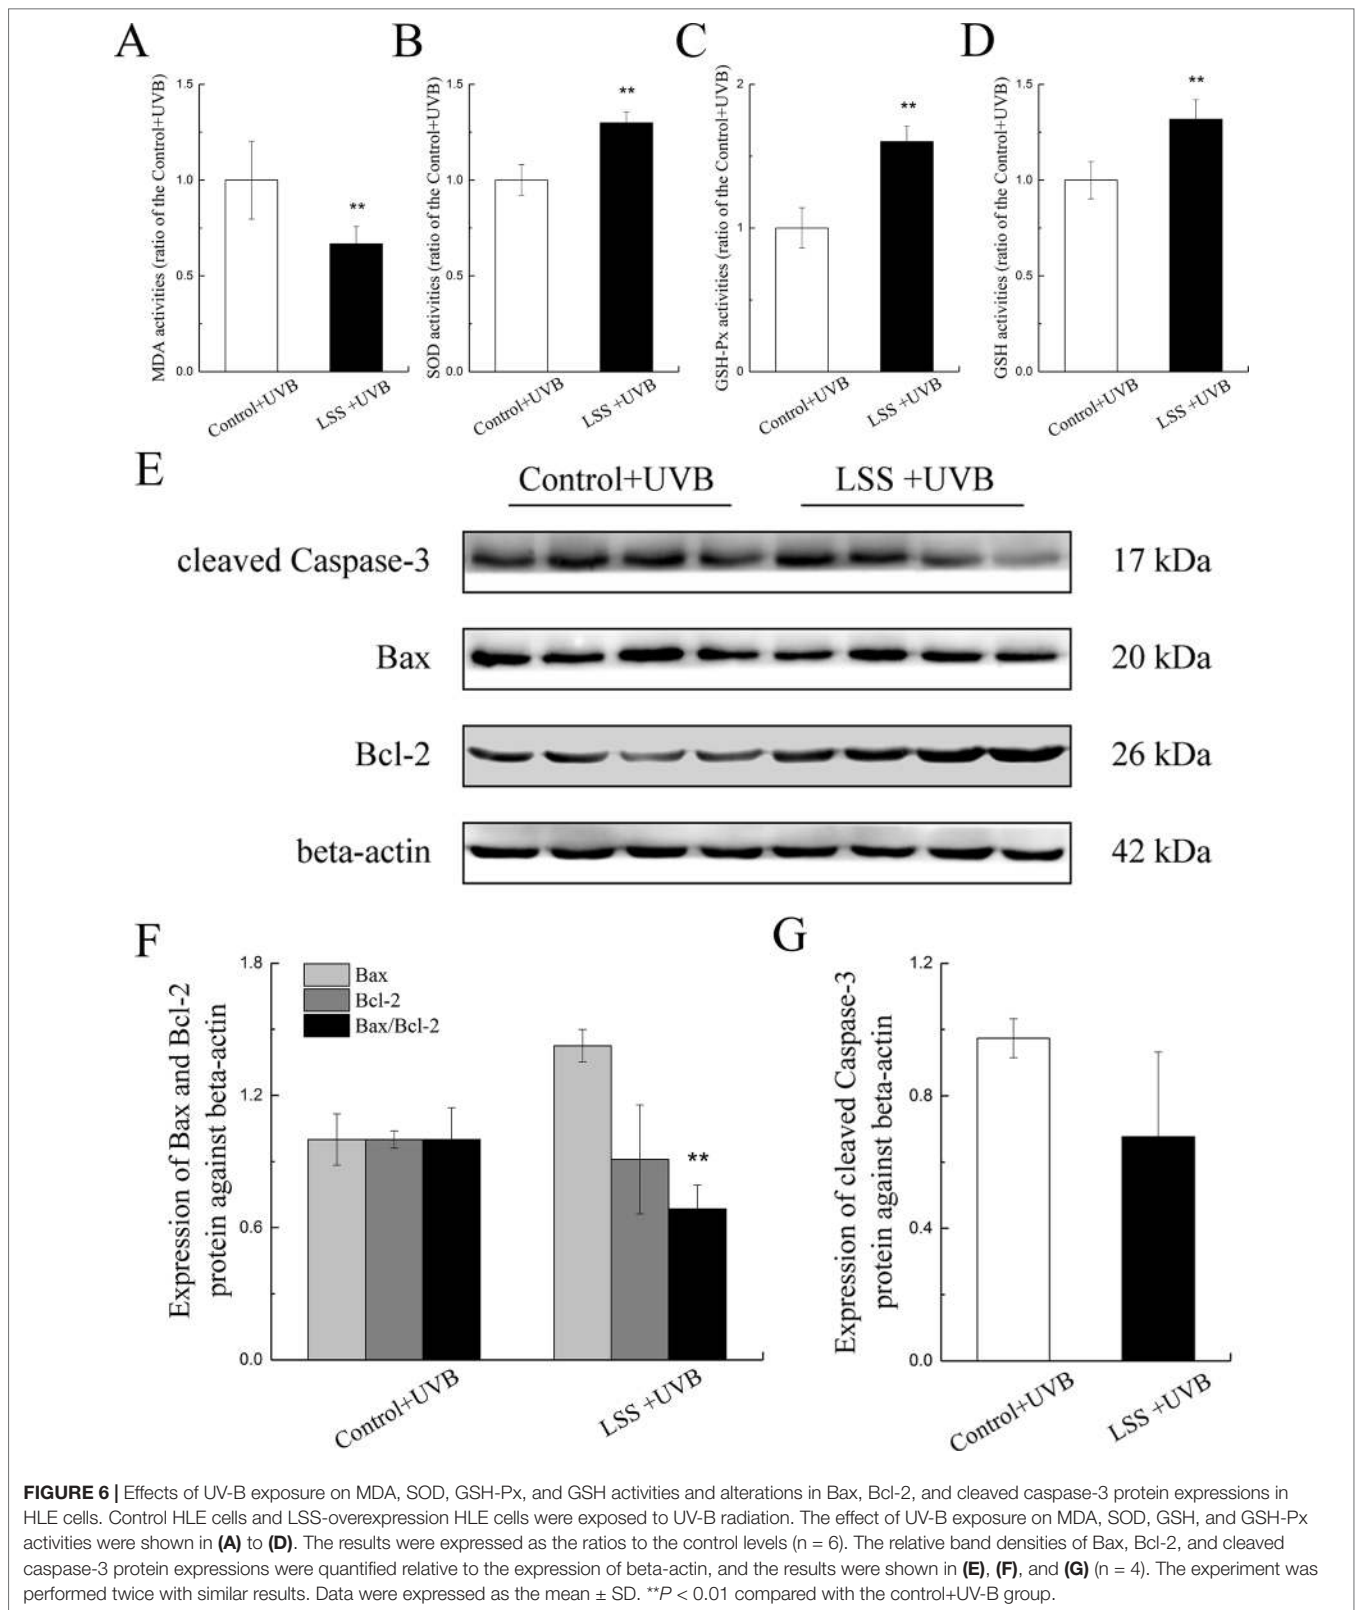 A
B
C
D
MDA activities (ratio of the Control+UVB)
1.5
1.0
0.5
0.0
**
Control+UVB
LSS +UVB
SOD activities (ratio of the Control+UVB)
1.5
1.0
0.5
0.0
**
Control+UVB
LSS +UVB
GSH-Px activities (ratio of the Control+UVB)
2
1
0
**
Control+UVB
LSS +UVB
GSH activities (ratio of the Control+UVB)
1.5
1.0
0.5
0.0
**
Control+UVB
LSS +UVB
E
Control+UVB
LSS +UVB
cleaved Caspase-3
17 kDa
Bax
20 kDa
Bcl-2
26 kDa
beta-actin
42 kDa
F
Expression of Bax and Bcl-2
protein against beta-actin
1.8
1.2
0.6
0.0
Bax
Bcl-2
Bax/Bcl-2
**
Control+UVB
LSS +UVB
G
Expression of cleaved Caspase-3
protein against beta-actin
1.2
0.8
0.4
0.0
Control+UVB
LSS +UVB
FIGURE 6 | Effects of UV-B exposure on MDA, SOD, GSH-Px, and GSH activities and alterations in Bax, Bcl-2, and cleaved caspase-3 protein expressions in
HLE cells. Control HLE cells and LSS-overexpression HLE cells were exposed to UV-B radiation. The effect of UV-B exposure on MDA, SOD, GSH, and GSH-Px
activities were shown in (A) to (D). The results were expressed as the ratios to the control levels (n = 6). The relative band densities of Bax, Bcl-2, and cleaved
caspase-3 protein expressions were quantified relative to the expression of beta-actin, and the results were shown in (E), (F), and (G) (n = 4). The experiment was
performed twice with similar results. Data were expressed as the mean ± SD. **P < 0.01 compared with the control+UV-B group.